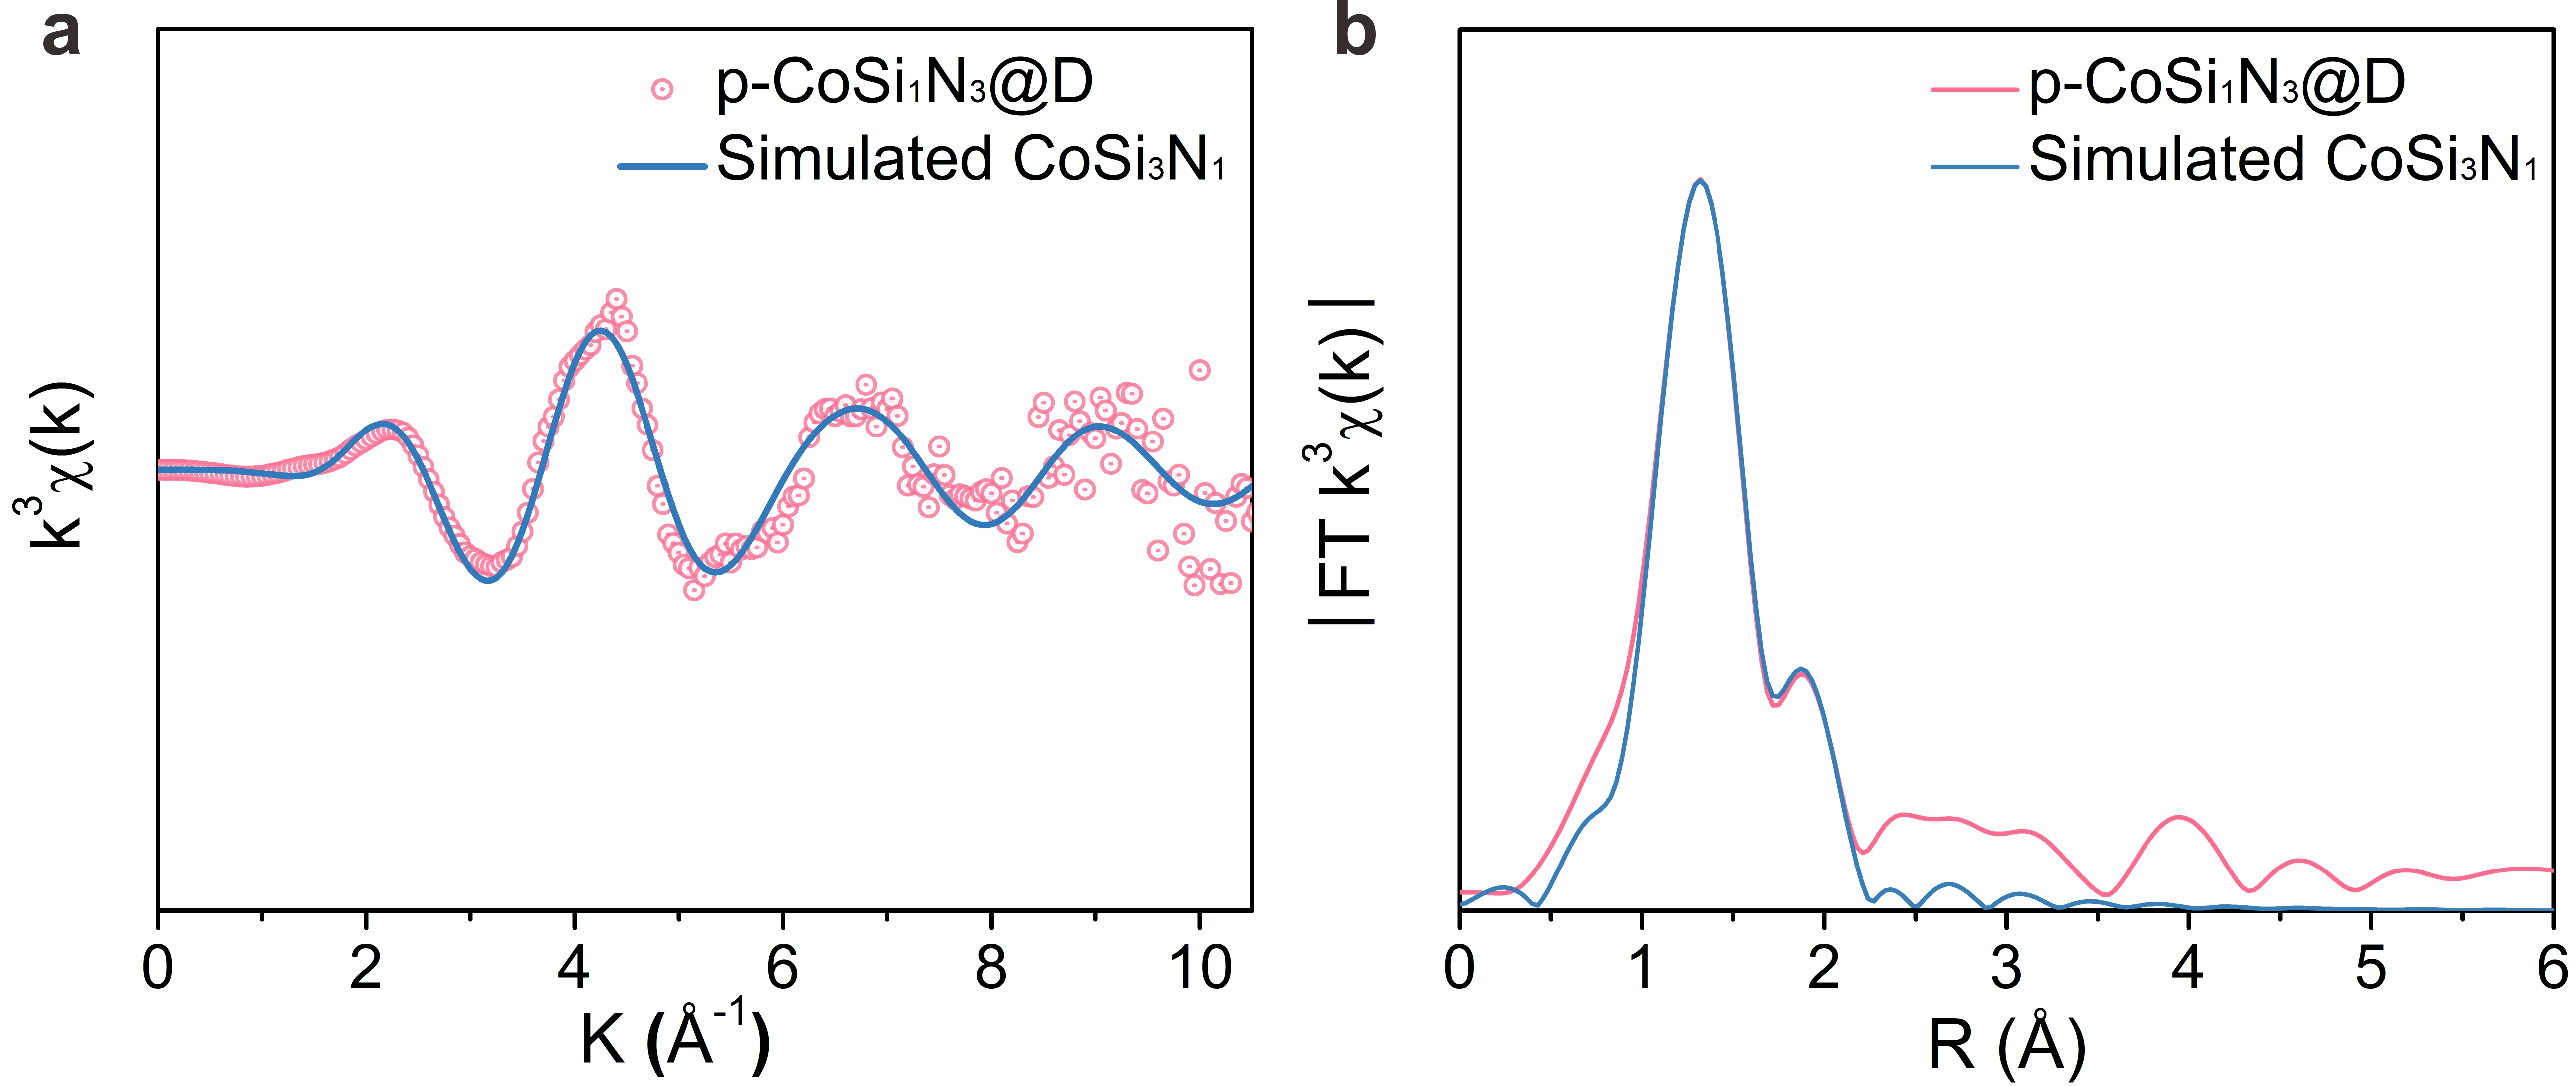 a
p-CoSi₁N₃@D
Simulated CoSi₃N₁
k³χ(k)
0 2 4 6 8 10
K (Å⁻¹)
b
p-CoSi₁N₃@D
Simulated CoSi₃N₁
|FT k³χ(k)|
0 1 2 3 4 5 6
R (Å)